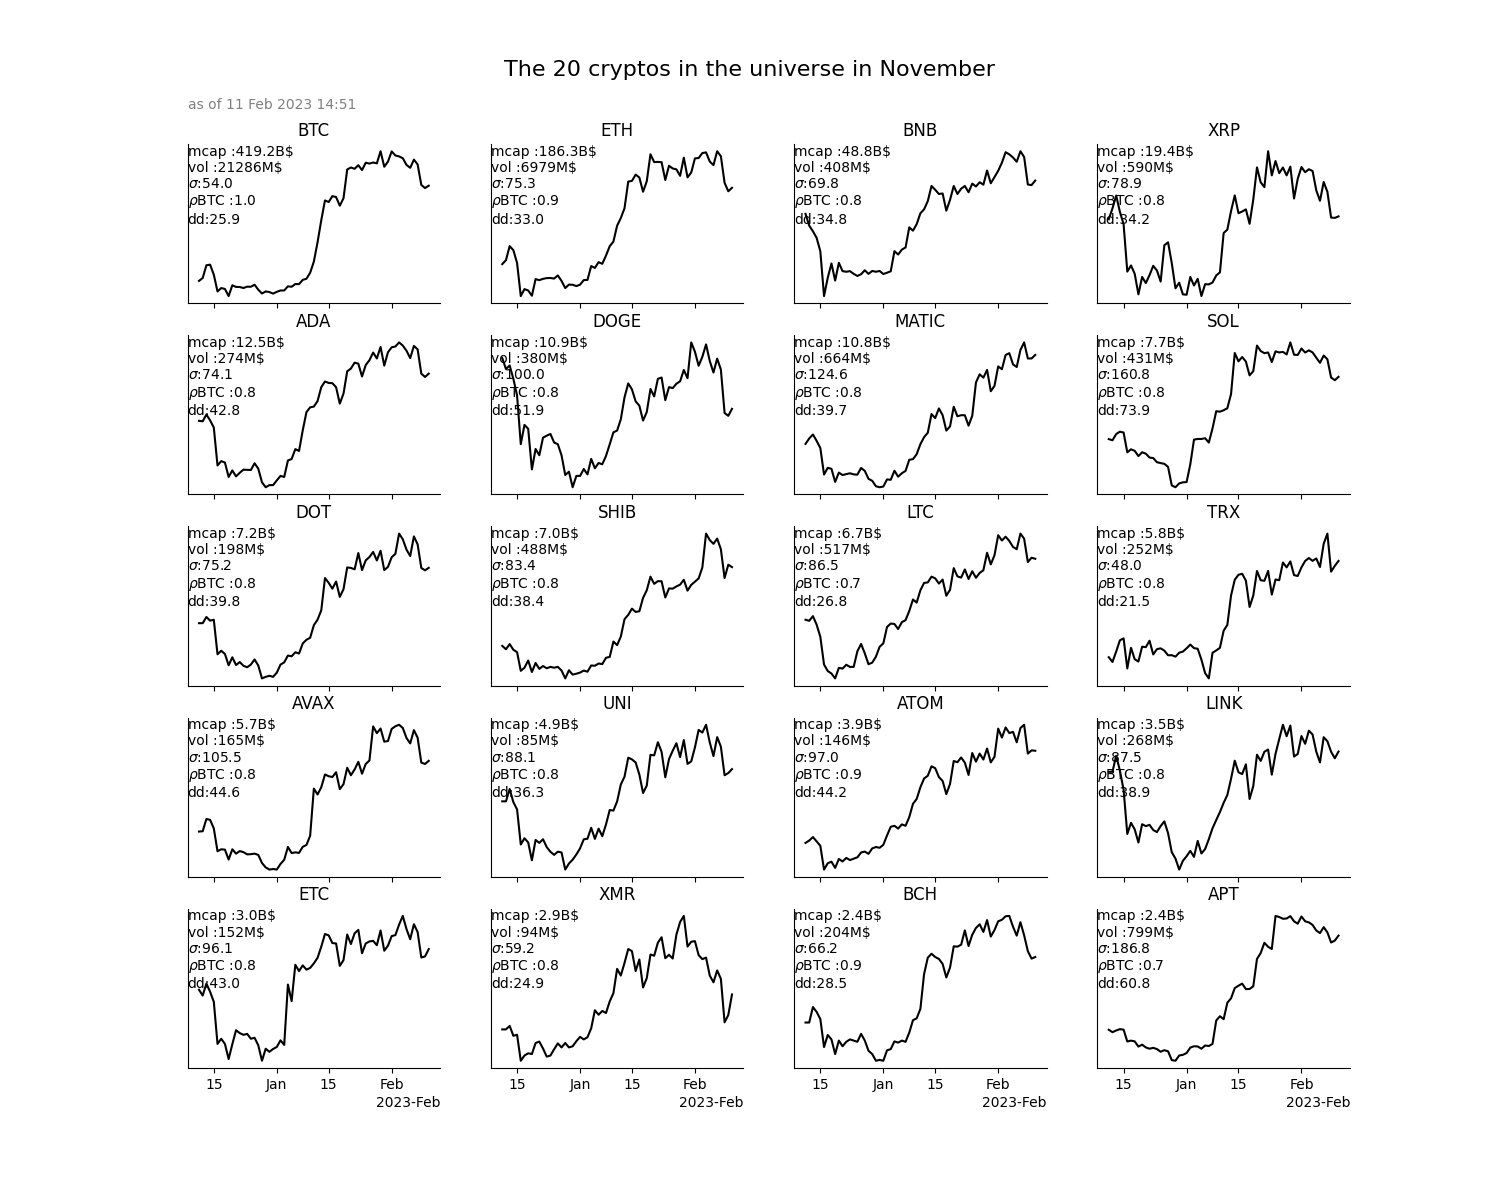 The 20 cryptos in the universe in November
as of 11 Feb 2023 14:51
BTC
mcap :419.2B$
vol :21286M$
σ:54.0
ρBTC :1.0
dd:25.9
ETH
mcap :186.3B$
vol :6979M$
σ:75.3
ρBTC :0.9
dd:33.0
BNB
mcap :48.8B$
vol :408M$
σ:69.8
ρBTC :0.8
dd:34.8
XRP
mcap :19.4B$
vol :590M$
σ:78.9
ρBTC :0.8
dd:34.2
ADA
mcap :12.5B$
vol :274M$
σ:74.1
ρBTC :0.8
dd:42.8
DOGE
mcap :10.9B$
vol :380M$
σ:100.0
ρBTC :0.8
dd:51.9
MATIC
mcap :10.8B$
vol :664M$
σ:124.6
ρBTC :0.8
dd:39.7
SOL
mcap :7.7B$
vol :431M$
σ:160.8
ρBTC :0.8
dd:73.9
DOT
mcap :7.2B$
vol :198M$
σ:75.2
ρBTC :0.8
dd:39.8
SHIB
mcap :7.0B$
vol :488M$
σ:83.4
ρBTC :0.8
dd:38.4
LTC
mcap :6.7B$
vol :517M$
σ:86.5
ρBTC :0.7
dd:26.8
TRX
mcap :5.8B$
vol :252M$
σ:48.0
ρBTC :0.8
dd:21.5
AVAX
mcap :5.7B$
vol :165M$
σ:105.5
ρBTC :0.8
dd:44.6
UNI
mcap :4.9B$
vol :85M$
σ:88.1
ρBTC :0.8
dd:36.3
ATOM
mcap :3.9B$
vol :146M$
σ:97.0
ρBTC :0.9
dd:44.2
LINK
mcap :3.5B$
vol :268M$
σ:87.5
ρBTC :0.8
dd:38.9
ETC
mcap :3.0B$
vol :152M$
σ:96.1
ρBTC :0.8
dd:43.0
XMR
mcap :2.9B$
vol :94M$
σ:59.2
ρBTC :0.8
dd:24.9
BCH
mcap :2.4B$
vol :204M$
σ:66.2
ρBTC :0.9
dd:28.5
APT
mcap :2.4B$
vol :799M$
σ:186.8
ρBTC :0.7
dd:60.8
15 Jan 15 Feb
2023-Feb
15 Jan 15 Feb
2023-Feb
15 Jan 15 Feb
2023-Feb
15 Jan 15 Feb
2023-Feb